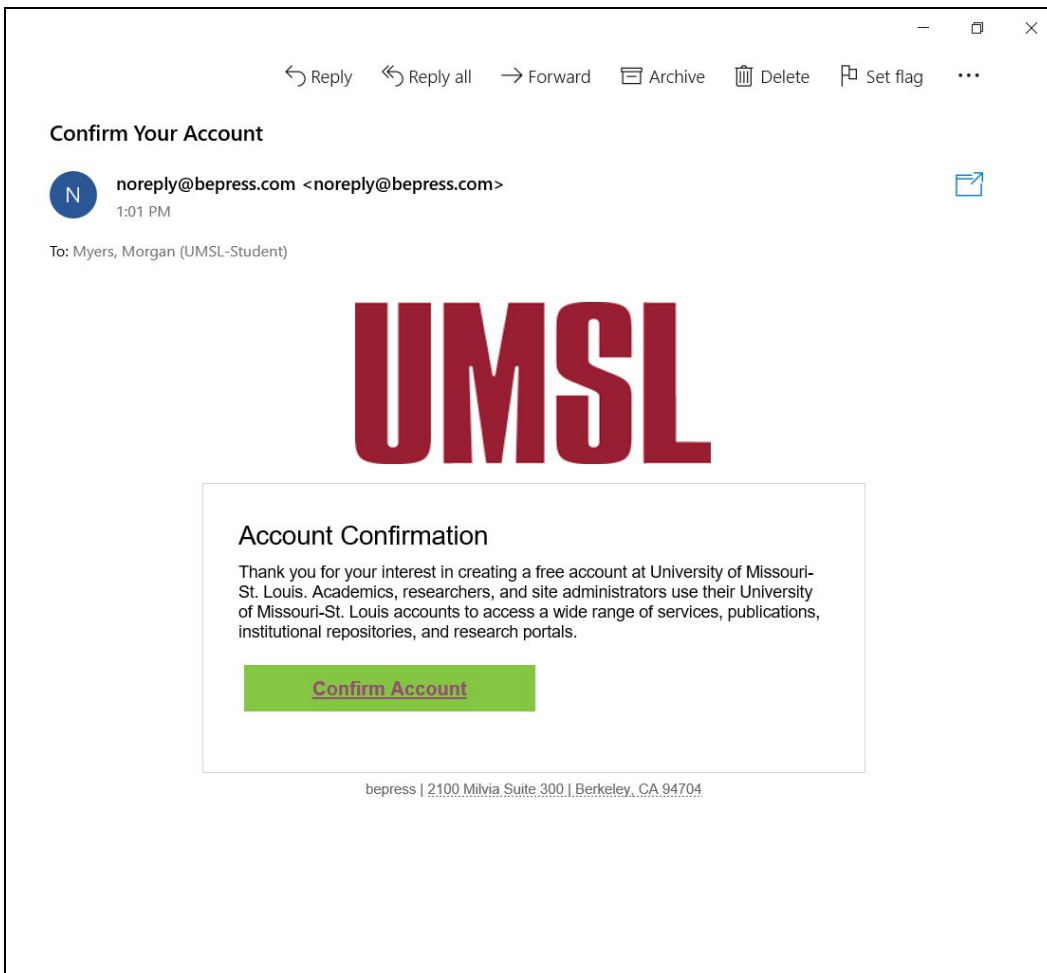 Reply Reply all Forward Archive Delete Set flag
Confirm Your Account
N
noreply@bepress.com <noreply@bepress.com>
1:01 PM
To: Myers, Morgan (UMSL-Student)
UMSL
Account Confirmation
Thank you for your interest in creating a free account at University of Missouri-
St. Louis. Academics, researchers, and site administrators use their University
of Missouri-St. Louis accounts to access a wide range of services, publications,
institutional repositories, and research portals.
Confirm Account
bepress | 2100 Milvia Suite 300 | Berkeley, CA 94704